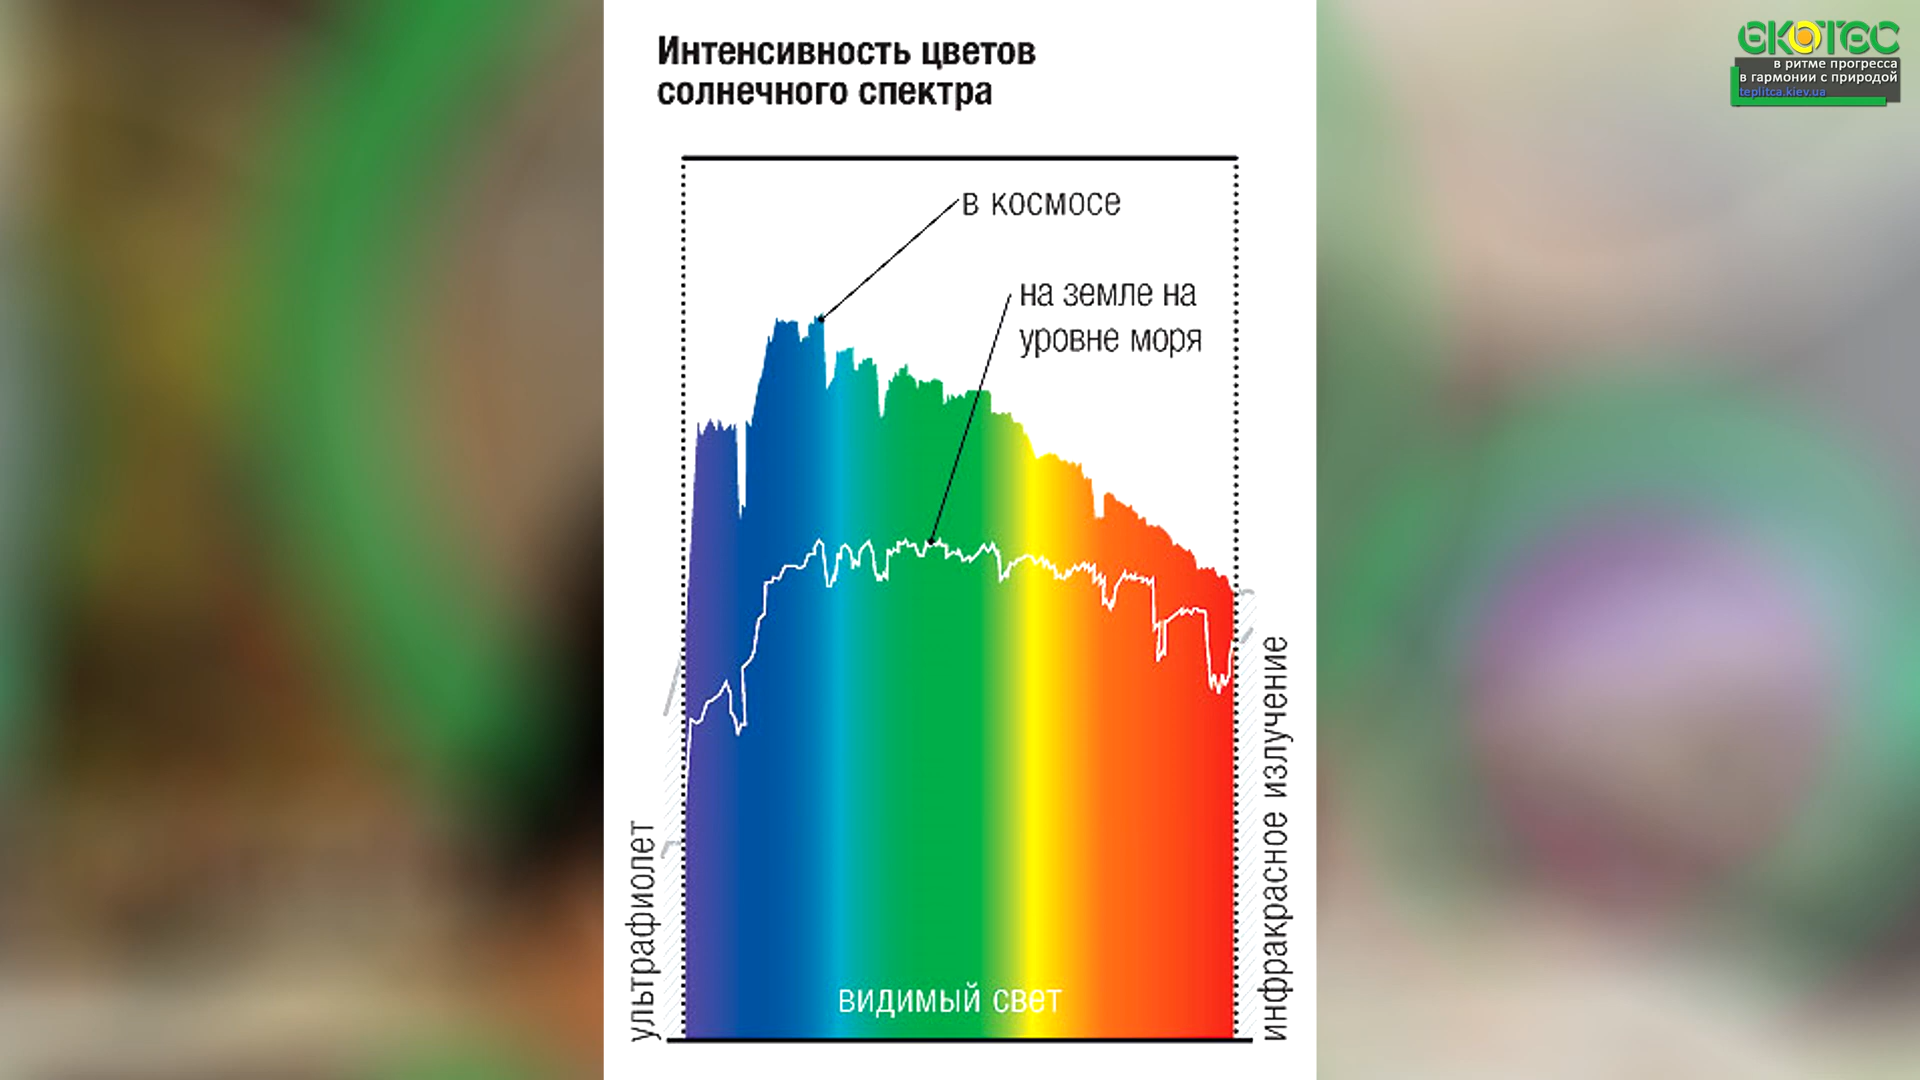 Интенсивность цветов
солнечного спектра
в космосе
на земле на
уровне моря
ультрафиолет
видимый свет
инфракрасное излучение
ЕКОТЕС
в ритме прогресса
в гармонии с природой
teplitca.kiev.ua